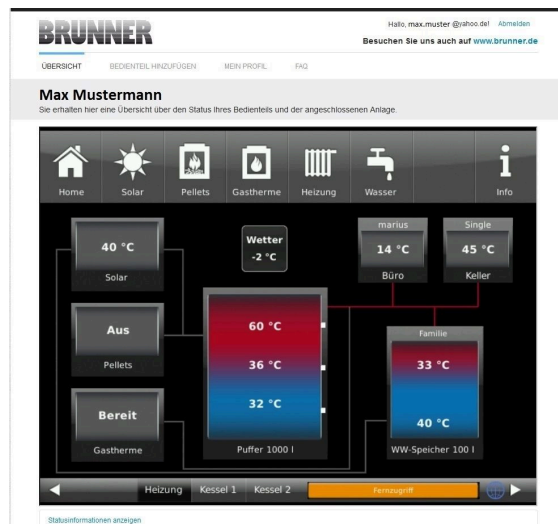 BRUNNER
Hallo, max.muster @yahoo.de! Abmelden
Besuchen Sie uns auch auf www.brunner.de
ÜBERSICHT BEDIENTEIL HINZUFÜGEN MEIN PROFIL FAQ
Max Mustermann
Sie erhalten hier eine Übersicht über den Status Ihres Bedienteils und der angeschlossenen Anlage.
Home Solar Pellets Gastherme Heizung Wasser Info
40 °C
Solar
Wetter
-2 °C
marius
14 °C
Büro
Single
45 °C
Keller
Aus
Pellets
60 °C
36 °C
32 °C
Puffer 1000 l
Familie
33 °C
40 °C
WW-Speicher 100 l
Bereit
Gastherme
Heizung Kessel 1 Kessel 2 Fernzugriff
Statusinformationen anzeigen